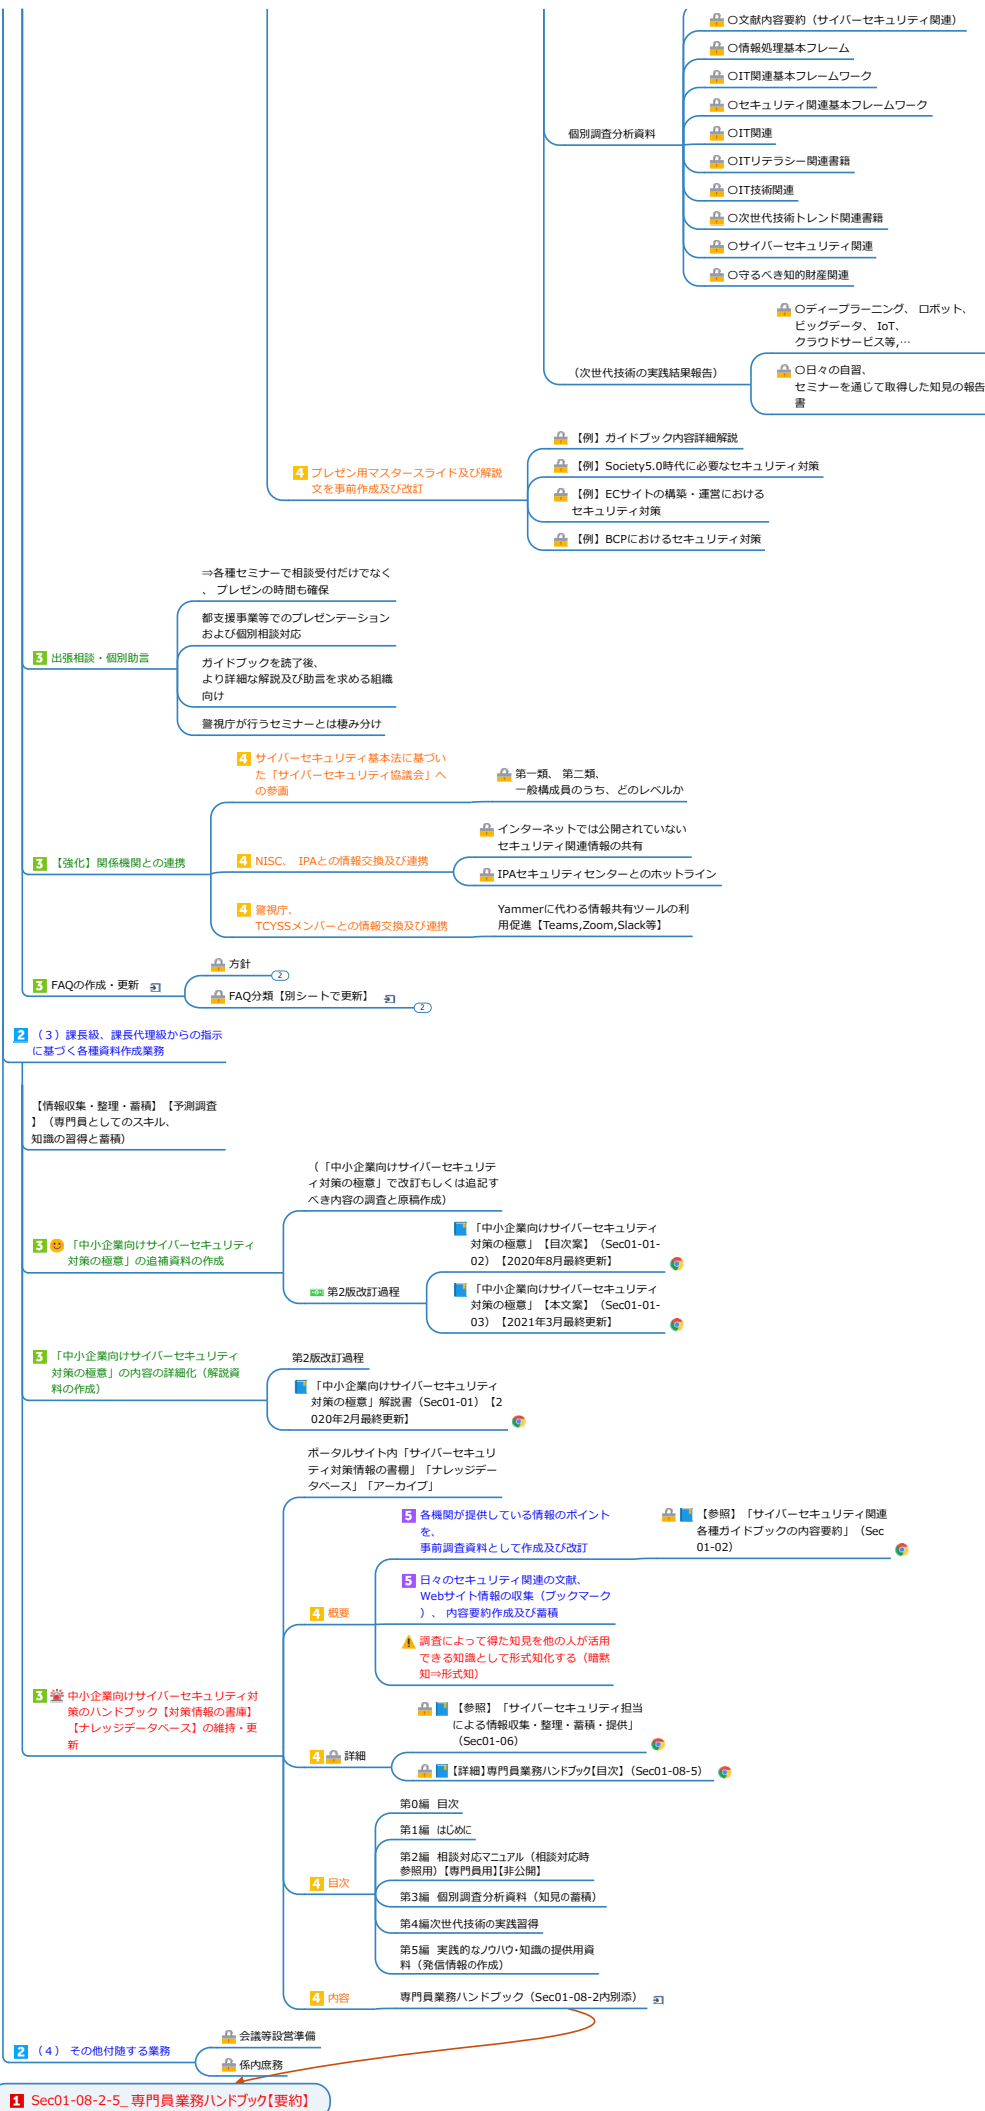 〇文献内容要約（サイバーセキュリティ関連）
〇情報処理基本フレーム
〇IT関連基本フレームワーク
〇セキュリティ関連基本フレームワーク
個別調査分析資料
〇IT関連
〇ITリテラシー関連書籍
〇IT技術関連
〇次世代技術トレンド関連書籍
〇サイバーセキュリティ関連
〇守るべき知的財産関連
〇ディープラーニング、 ロボット、
ビッグデータ、 IoT、
クラウドサービス等,…
（次世代技術の実践結果報告）
〇日々の自習、
セミナーを通じて取得した知見の報告
書
4 プレゼン用マスタースライド及び解説
文を事前作成及び改訂
【例】ガイドブック内容詳細解説
【例】Society5.0時代に必要なセキュリティ対策
【例】ECサイトの構築・運営における
セキュリティ対策
【例】BCPにおけるセキュリティ対策
3 出張相談・個別助言
⇒各種セミナーで相談受付だけでなく
、 プレゼンの時間も確保
都支援事業等でのプレゼンテーション
および個別相談対応
ガイドブックを読了後、
より詳細な解説及び助言を求める組織
向け
警視庁が行うセミナーとは棲み分け
3 【強化】関係機関との連携
4 サイバーセキュリティ基本法に基づい
た「サイバーセキュリティ協議会」へ
の参画
第一類、 第二類、
一般構成員のうち、どのレベルか
4 NISC、 IPAとの情報交換及び連携
インターネットでは公開されていない
セキュリティ関連情報の共有
IPAセキュリティセンターとのホットライン
4 警視庁、
TCYSSメンバーとの情報交換及び連携
Yammerに代わる情報共有ツールの利
用促進【Teams,Zoom,Slack等】
3 FAQの作成・更新
方針
2
FAQ分類【別シートで更新】
2
2 （3）課長級、課長代理級からの指示
に基づく各種資料作成業務
【情報収集・整理・蓄積】【予測調査
】（専門員としてのスキル、
知識の習得と蓄積）
3 「中小企業向けサイバーセキュリティ
対策の極意」の追補資料の作成
（「中小企業向けサイバーセキュリテ
ィ対策の極意」で改訂もしくは追記す
べき内容の調査と原稿作成）
第2版改訂過程
「中小企業向けサイバーセキュリティ
対策の極意」【目次案】（Sec01-01-
02）【2020年8月最終更新】
「中小企業向けサイバーセキュリティ
対策の極意」【本文案】（Sec01-01-
03）【2021年3月最終更新】
3 「中小企業向けサイバーセキュリティ
対策の極意」の内容の詳細化（解説資
料の作成）
第2版改訂過程
「中小企業向けサイバーセキュリティ
対策の極意」解説書（Sec01-01）【2
020年2月最終更新】
3 中小企業向けサイバーセキュリティ対
策のハンドブック【対策情報の書庫】
【ナレッジデータベース】の維持・更
新
ポータルサイト内「サイバーセキュリ
ティ対策情報の書棚」「ナレッジデー
タベース」「アーカイブ」
4 概要
5 各機関が提供している情報のポイント
を、
事前調査資料として作成及び改訂
【参照】「サイバーセキュリティ関連
各種ガイドブックの内容要約」（Sec
01-02）
5 日々のセキュリティ関連の文献、
Webサイト情報の収集（ブックマーク
）、 内容要約作成及び蓄積
調査によって得た知見を他の人が活用
できる知識として形式知化する（暗黙
知⇒形式知）
4 詳細
【参照】「サイバーセキュリティ担当
による情報収集・整理・蓄積・提供」
（Sec01-06）
【詳細】専門員業務ハンドブック【目次】（Sec01-08-5）
4 目次
第0編 目次
第1編 はじめに
第2編 相談対応マニュアル（相談対応時
参照用）【専門員用】【非公開】
第3編 個別調査分析資料（知見の蓄積）
第4編次世代技術の実践習得
第5編 実践的なノウハウ・知識の提供用資
料（発信情報の作成）
4 内容
専門員業務ハンドブック（Sec01-08-2内別添）
2 （4） その他付随する業務
会議等設営準備
係内庶務
1 Sec01-08-2-5_専門員業務ハンドブック【要約】